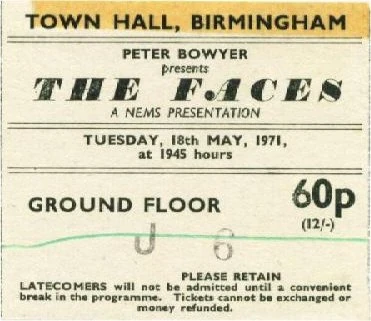 TOWN HALL, BIRMINGHAM
PETER BOWYER
presents
THE FACES
A NEMS PRESENTATION
TUESDAY, 18th MAY, 1971,
at 1945 hours
GROUND FLOOR
60p
(12/-)
J 6
PLEASE RETAIN
LATECOMERS will not be admitted until a convenient
break in the programme. Tickets cannot be exchanged or
money refunded.